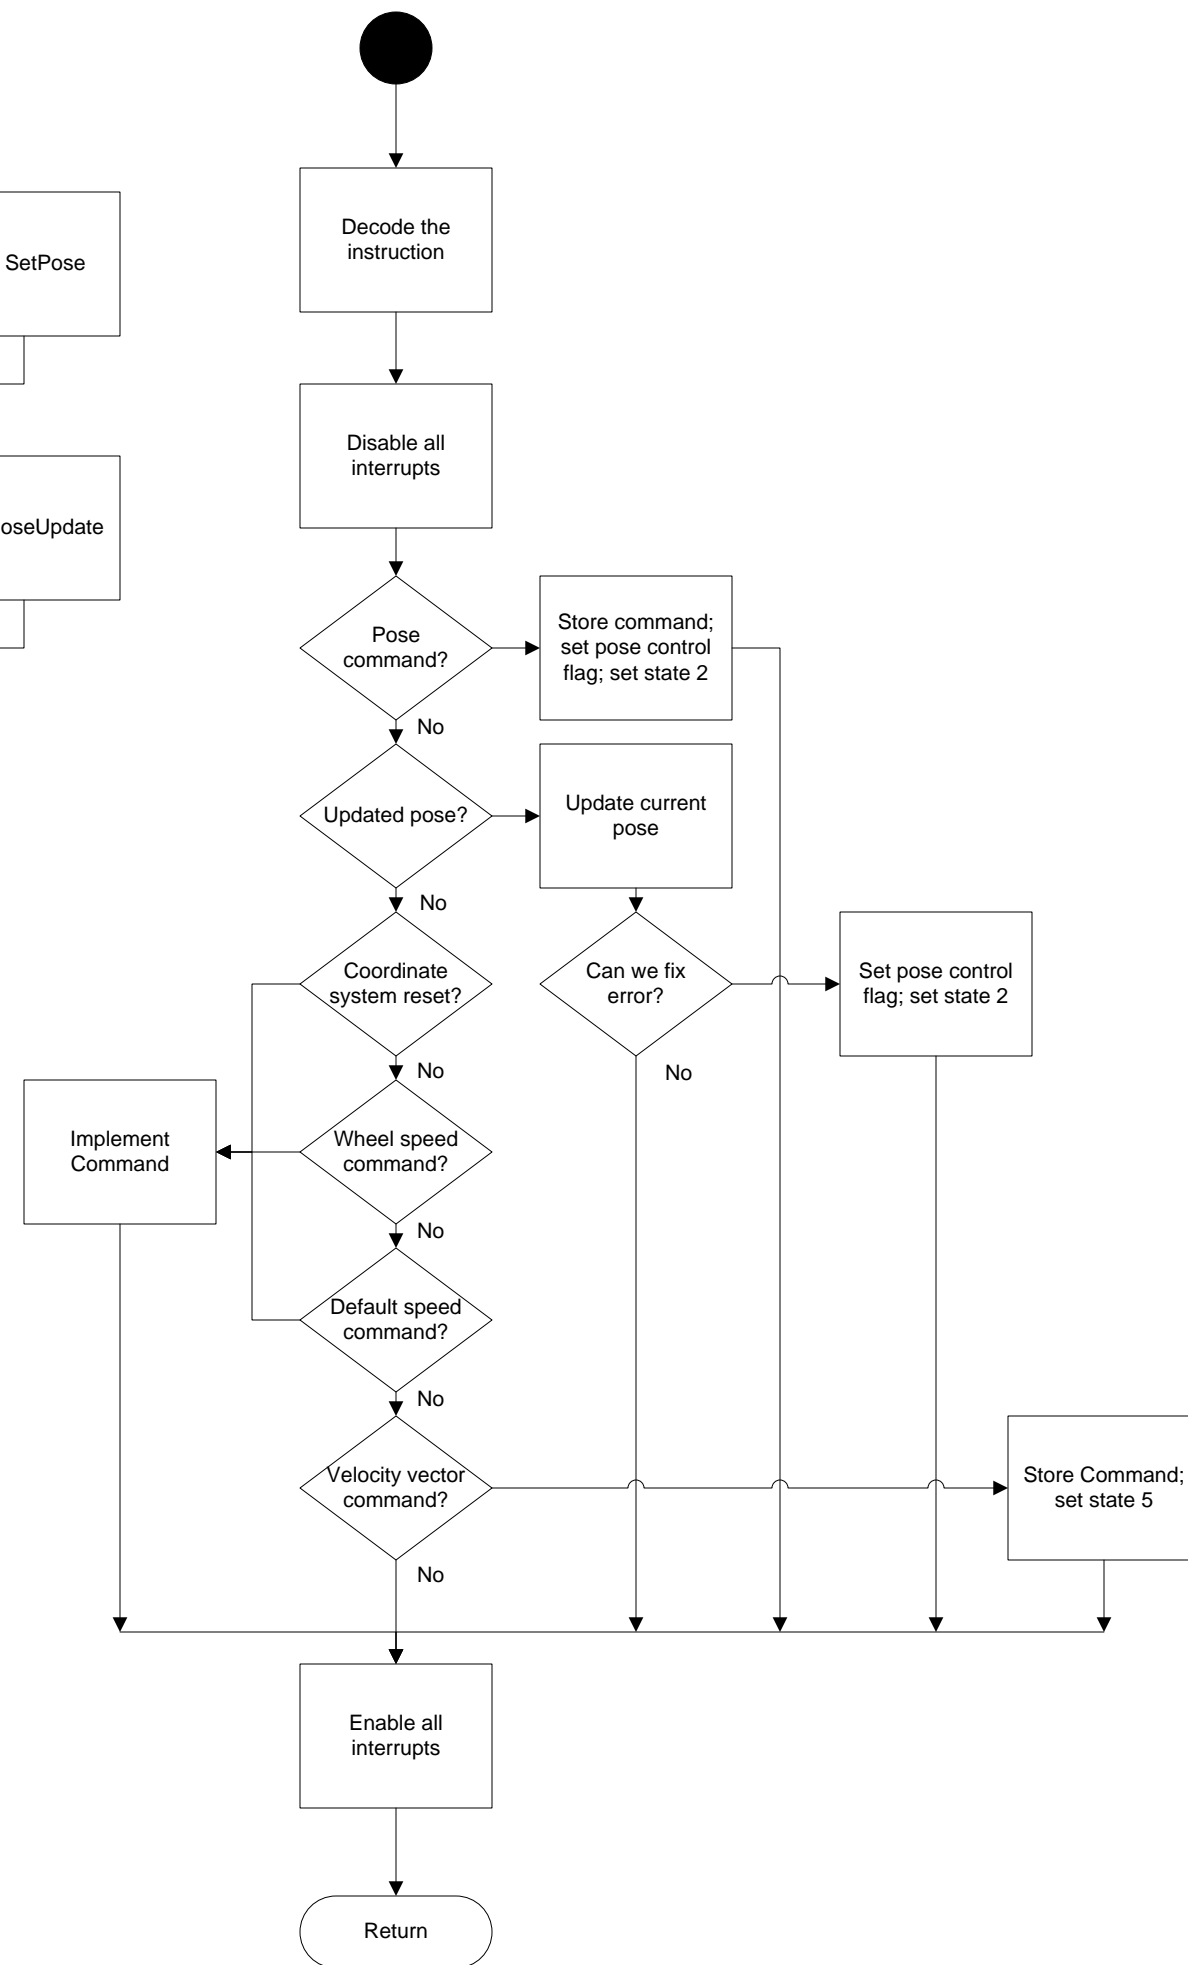 Decode the
instruction
SetPose
Disable all
interrupts
oseUpdate
Pose
command?
Store command;
set pose control
flag; set state 2
No
Updated pose?
Update current
pose
No
Coordinate
system reset?
Can we fix
error?
Set pose control
flag; set state 2
No
No
Implement
Command
Wheel speed
command?
No
Default speed
command?
No
Velocity vector
command?
Store Command;
set state 5
No
Enable all
interrupts
Return